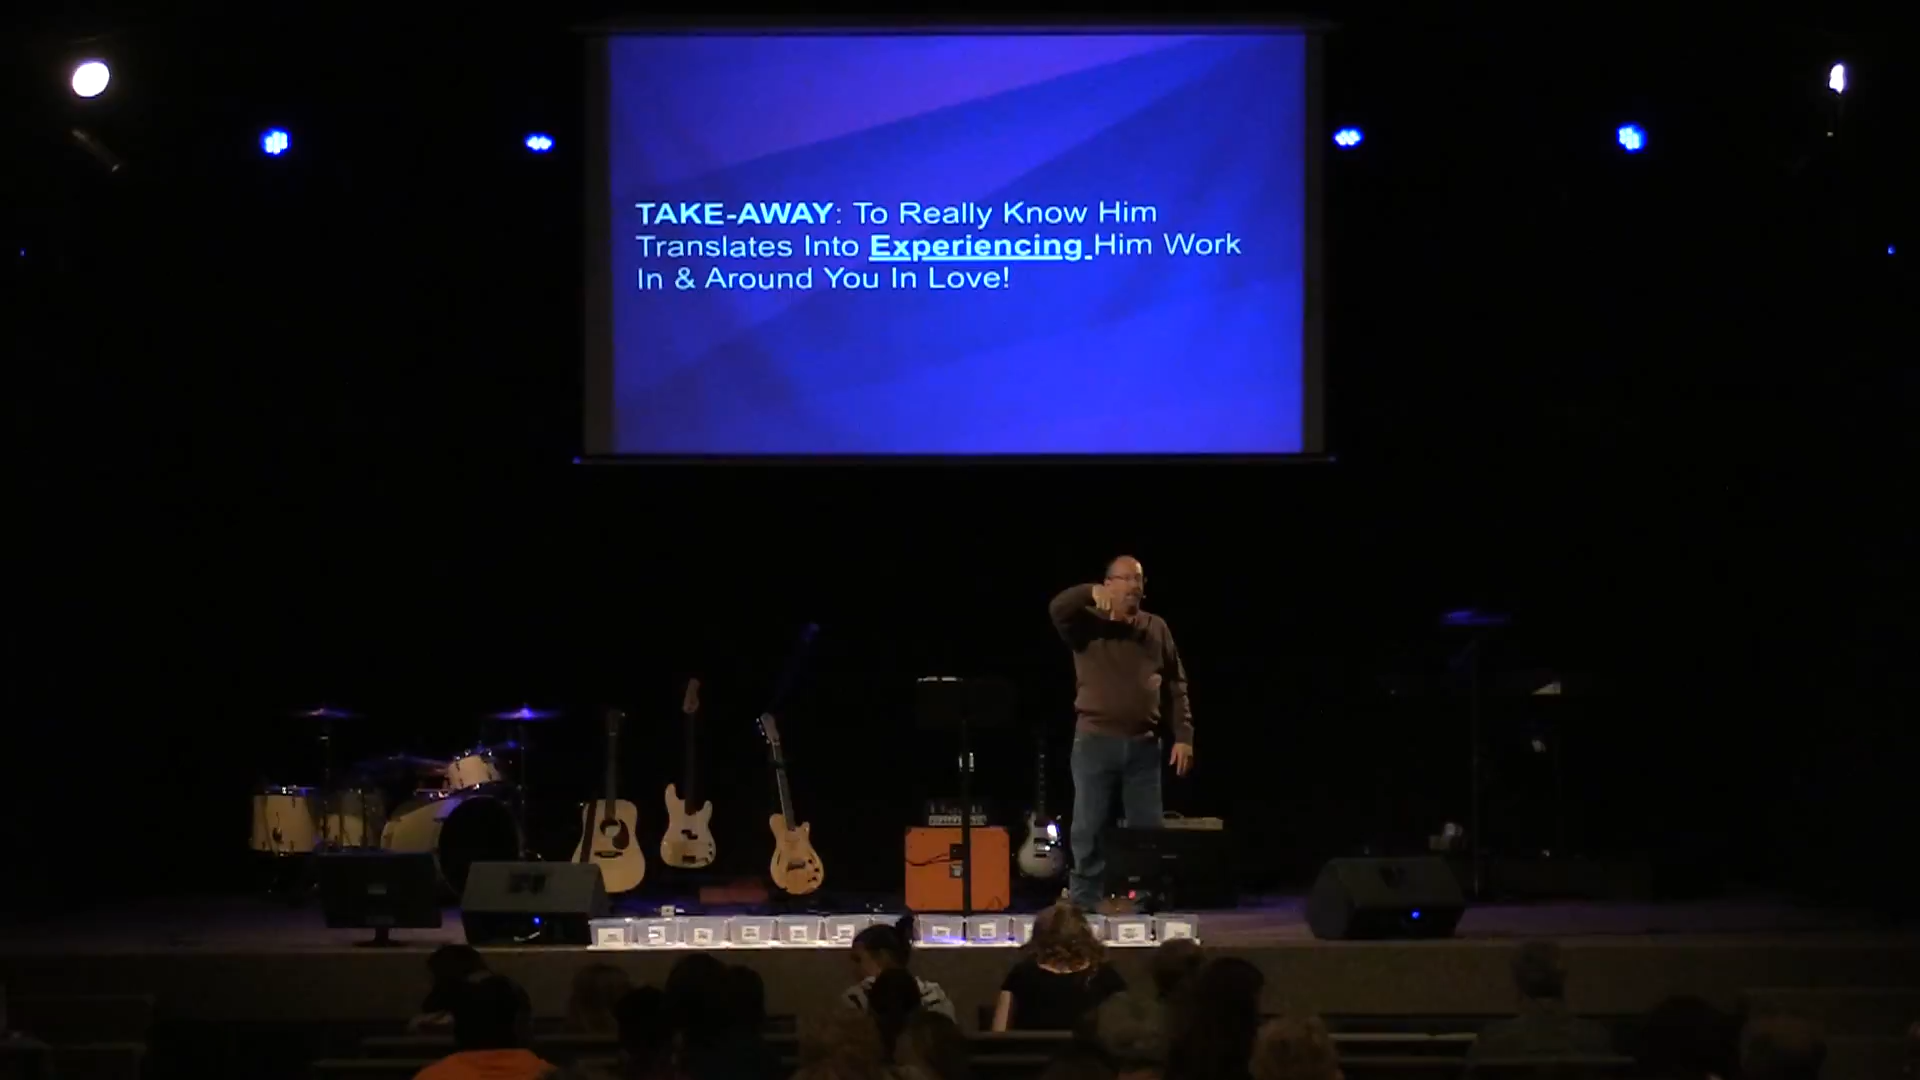 TAKE-AWAY: To Really Know Him
Translates Into Experiencing Him Work
In & Around You In Love!